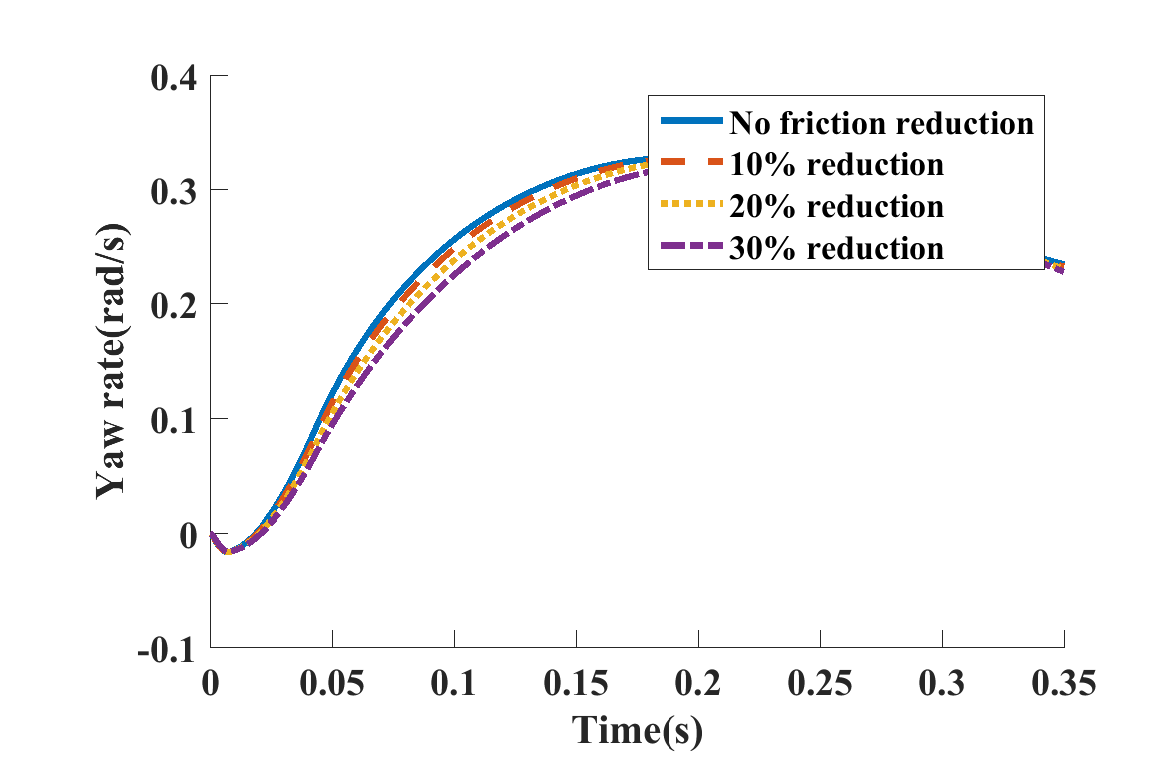 0.4
0.3
0.2
0.1
0
-0.1
Yaw rate(rad/s)
No friction reduction
10% reduction
20% reduction
30% reduction
0 0.05 0.1 0.15 0.2 0.25 0.3 0.35
Time(s)